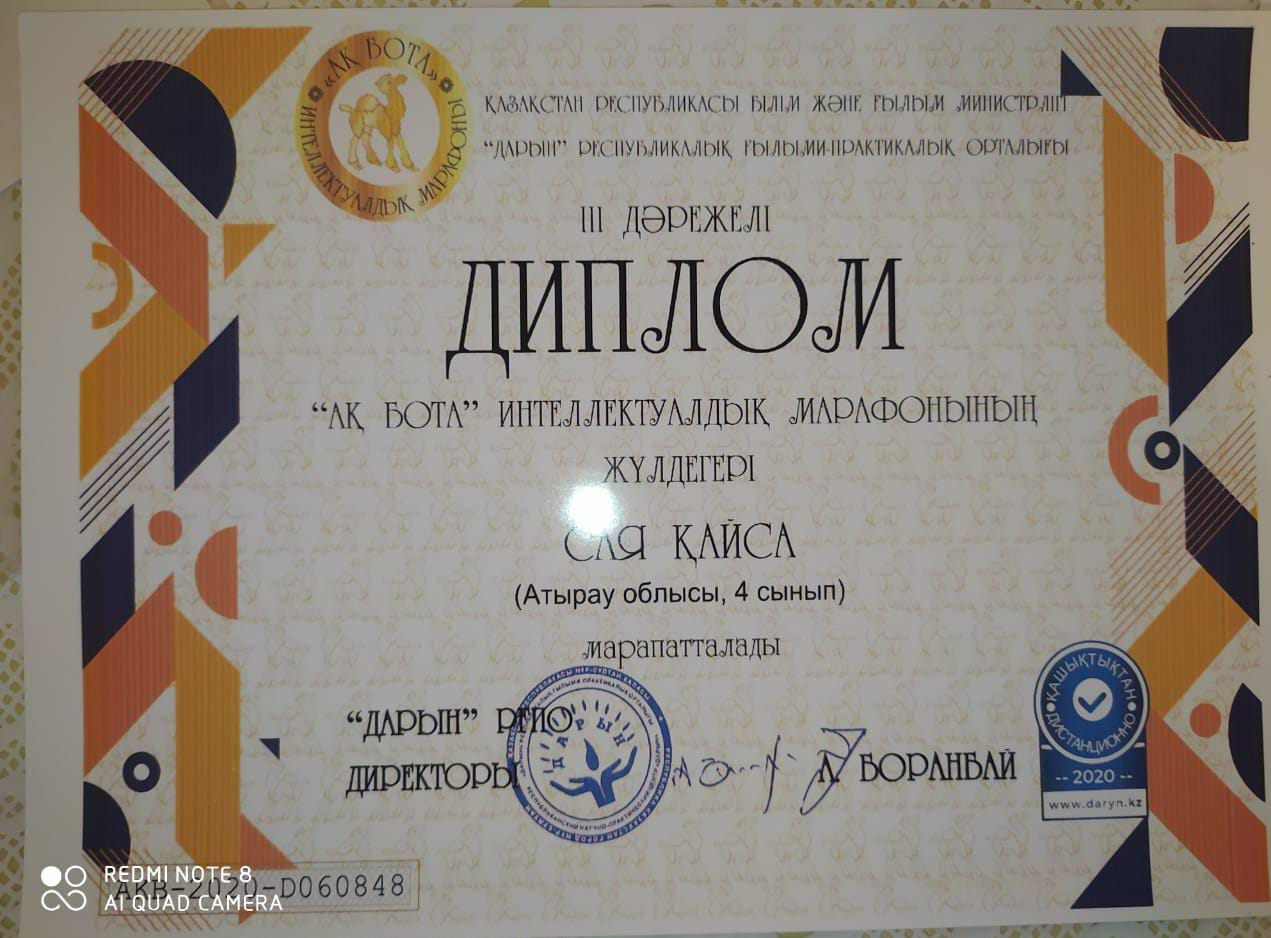 «АҚ БОТА»
ИНТЕЛЛЕКТУАЛДЫҚ МАРАФОНЫ
ҚАЗАҚСТАН РЕСПУБЛИКАСЫ БІЛІМ ЖӘНЕ ҒЫЛЫМ МИНИСТРЛІГІ
“ДАРЫН” РЕСПУБЛИКАЛЫҚ ҒЫЛЫМИ-ПРАКТИКАЛЫҚ ОРТАЛЫҒЫ
ІІІ ДӘРЕЖЕЛІ
ДИПЛОМ
“АҚ БОТА” ИНТЕЛЛЕКТУАЛДЫҚ МАРАФОНЫНЫҢ
ЖҮЛДЕГЕРІ
САЯ ҚАЙСА
(Атырау облысы, 4 сынып)
марапатталады
“ДАРЫН” РҒПО
ДИРЕКТОРЫ
БОРАНБАЙ
ДАРЫН
ҚАШЫҚТЫҚТАН
ДИСТАНЦИОННО
-- 2020 --
www.daryn.kz
AKB-2020-D060848
REDMI NOTE 8
AI QUAD CAMERA